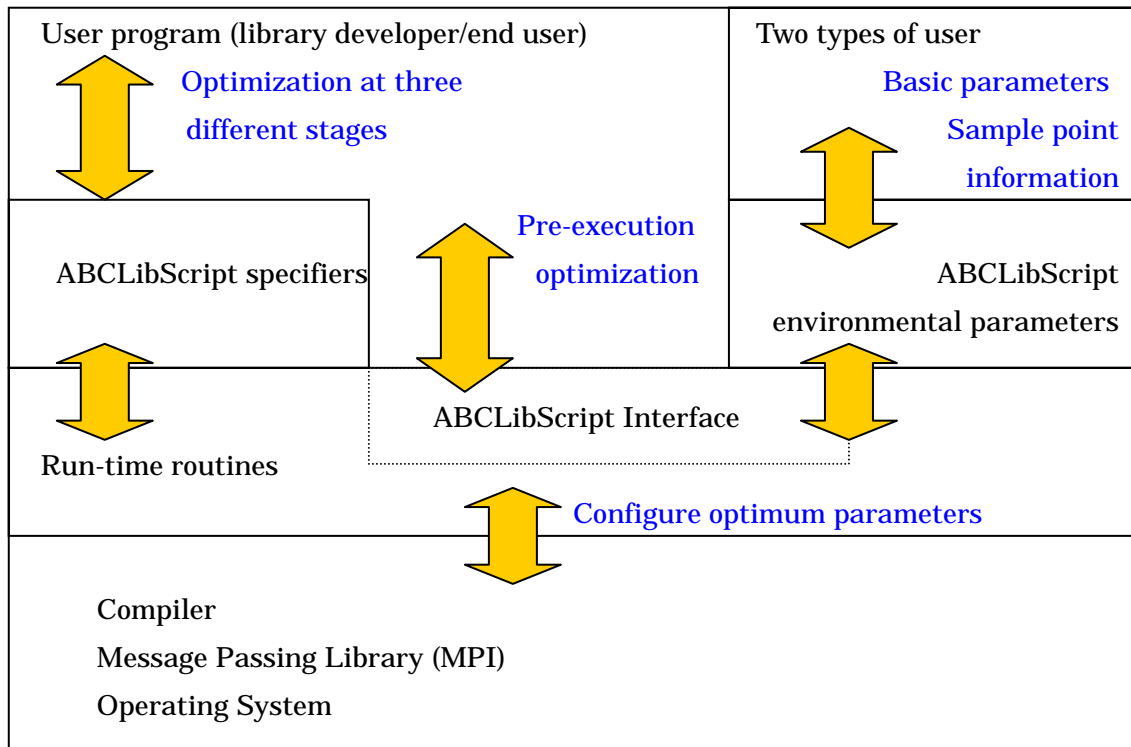 User program (library developer/end user)
Two types of user
Optimization at three
different stages
Basic parameters
Sample point
information
Pre-execution
optimization
ABCLibScript specifiers
ABCLibScript
environmental parameters
ABCLibScript Interface
Run-time routines
Configure optimum parameters
Compiler
Message Passing Library (MPI)
Operating System